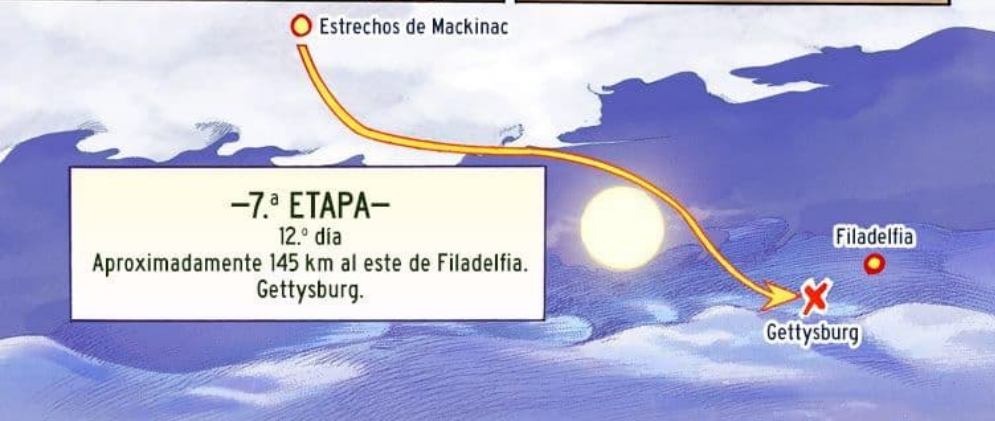 Estrechos de Mackinac
–7.ª ETAPA–
12.º día
Aproximadamente 145 km al este de Filadelfia.
Gettysburg.
Filadelfia
Gettysburg